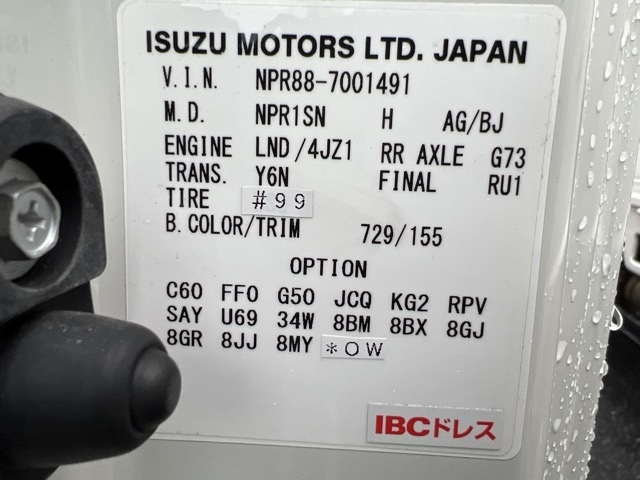 ISUZU MOTORS LTD. JAPAN
V.I.N. NPR88-7001491
M.D. NPR1SN H AG/BJ
ENGINE LND/4JZ1 RR AXLE G73
TRANS. Y6N FINAL RU1
TIRE #99
B.COLOR/TRIM 729/155
OPTION
C60 FF0 G50 JCQ KG2 RPV
SAY U69 34W 8BM 8BX 8GJ
8GR 8JJ 8MY *0W
IBCドレス